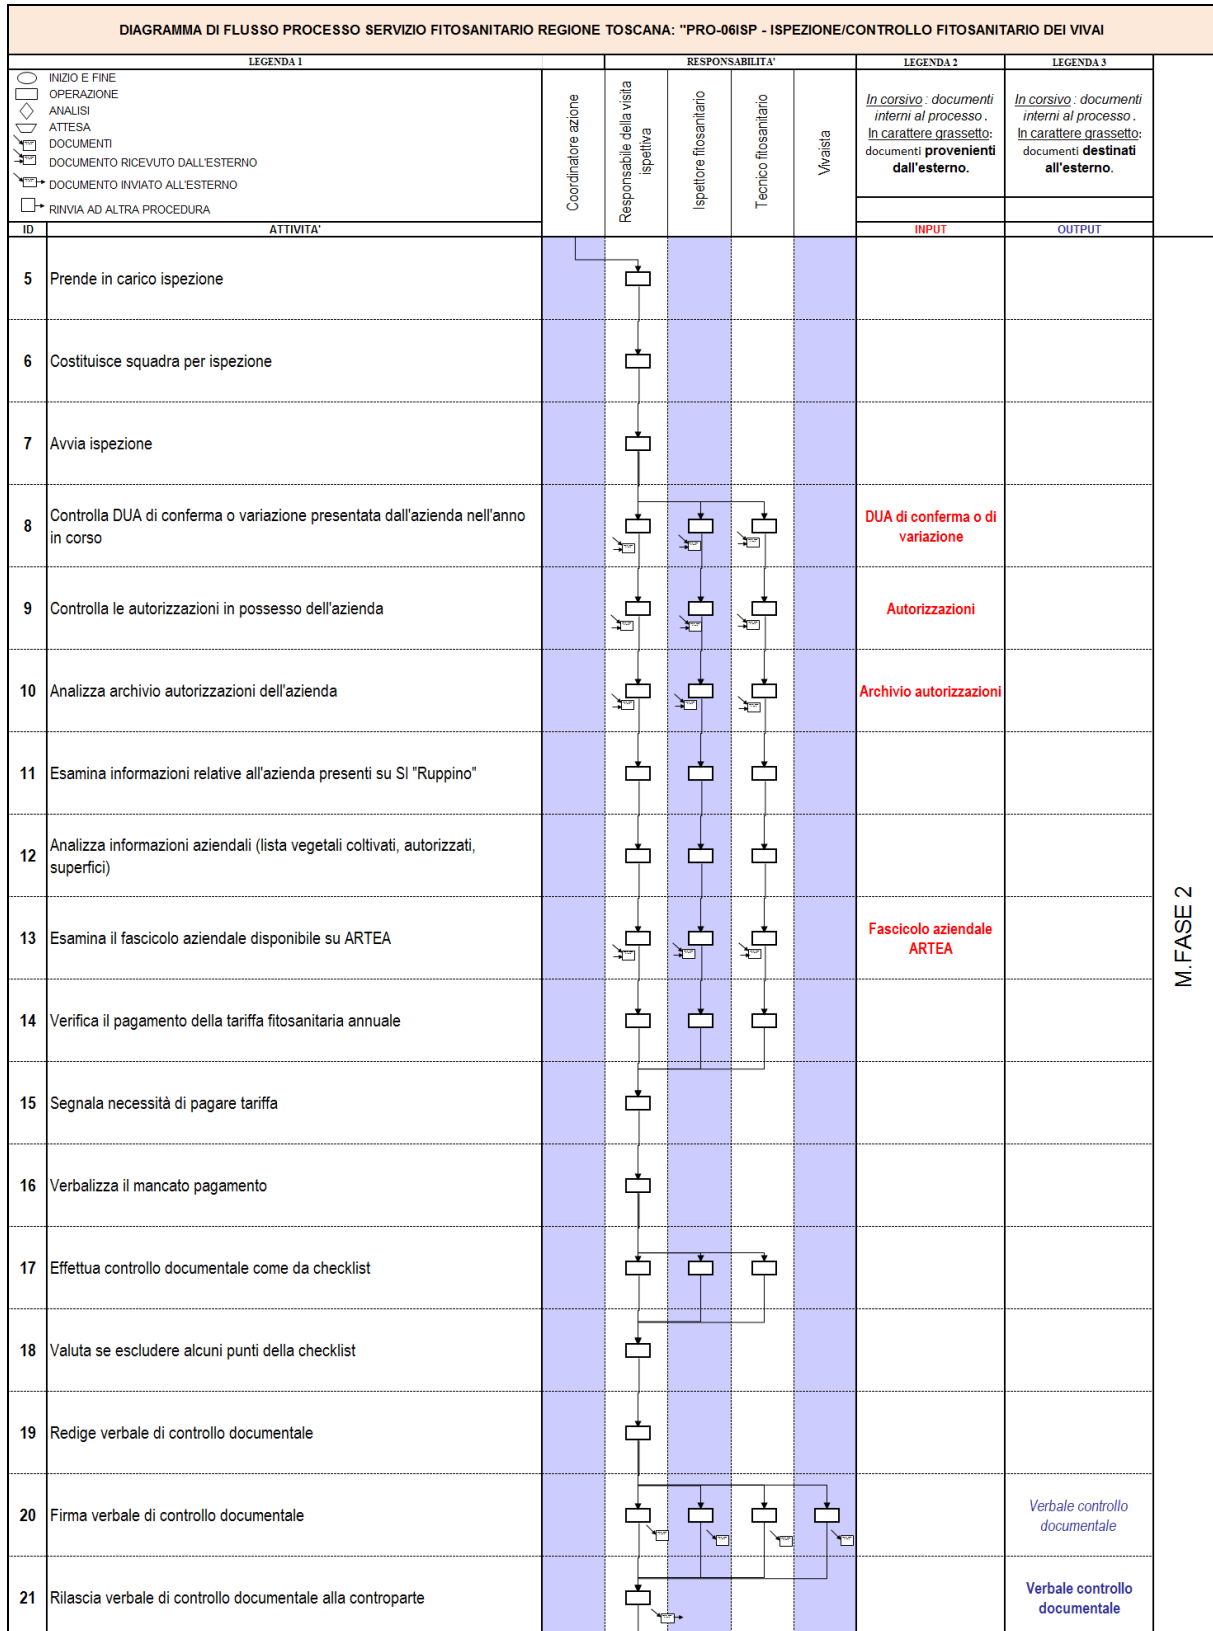 DIAGRAMMA DI FLUSSO PROCESSO SERVIZIO FITOSANITARIO REGIONE TOSCANA: "PRO-06ISP - ISPEZIONE/CONTROLLO FITOSANITARIO DEI VIVAI
LEGENDA 1
INIZIO E FINE
OPERAZIONE
ANALISI
ATTESA
DOCUMENTI
DOCUMENTO RICEVUTO DALL'ESTERNO
DOCUMENTO INVIATO ALL'ESTERNO
RINVIA AD ALTRA PROCEDURA
RESPONSABILITA'
Coordinatore azione
Responsabile della visita
ispettiva
Ispettore fitosanitario
Tecnico fitosanitario
Vivaista
LEGENDA 2
In corsivo : documenti
interni al processo .
In carattere grassetto:
documenti provenienti
dall'esterno.
LEGENDA 3
In corsivo : documenti
interni al processo .
In carattere grassetto:
documenti destinati
all'esterno.
ID ATTIVITA' INPUT OUTPUT
5 Prende in carico ispezione
6 Costituisce squadra per ispezione
7 Avvia ispezione
8 Controlla DUA di conferma o variazione presentata dall'azienda nell'anno
in corso
DUA di conferma o di
variazione
9 Controlla le autorizzazioni in possesso dell'azienda
Autorizzazioni
10 Analizza archivio autorizzazioni dell'azienda
Archivio autorizzazioni
11 Esamina informazioni relative all'azienda presenti su SI "Ruppino"
12 Analizza informazioni aziendali (lista vegetali coltivati, autorizzati,
superfici)
13 Esamina il fascicolo aziendale disponibile su ARTEA
Fascicolo aziendale
ARTEA
14 Verifica il pagamento della tariffa fitosanitaria annuale
15 Segnala necessità di pagare tariffa
16 Verbalizza il mancato pagamento
17 Effettua controllo documentale come da checklist
18 Valuta se escludere alcuni punti della checklist
19 Redige verbale di controllo documentale
20 Firma verbale di controllo documentale
Verbale controllo
documentale
21 Rilascia verbale di controllo documentale alla controparte
Verbale controllo
documentale
M.FASE 2